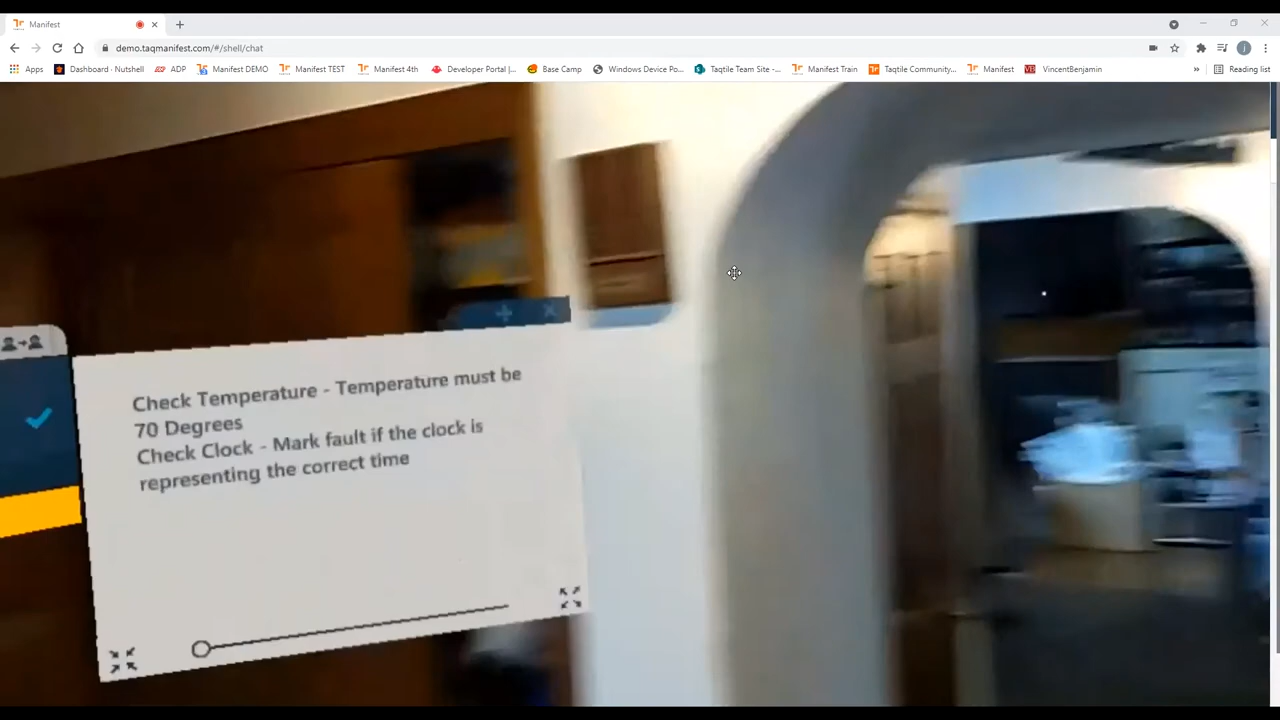 Manifest
demo.taqmanifest.com/#/shell/chat
Apps
Dashboard · Nutshell
ADP
Manifest DEMO
Manifest TEST
Manifest 4th
Developer Portal |...
Base Camp
Windows Device Po...
Taqtile Team Site -...
Manifest Train
Taqtile Community...
Manifest
VincentBenjamin
»
Reading list
Check Temperature - Temperature must be
70 Degrees
Check Clock - Mark fault if the clock is
representing the correct time